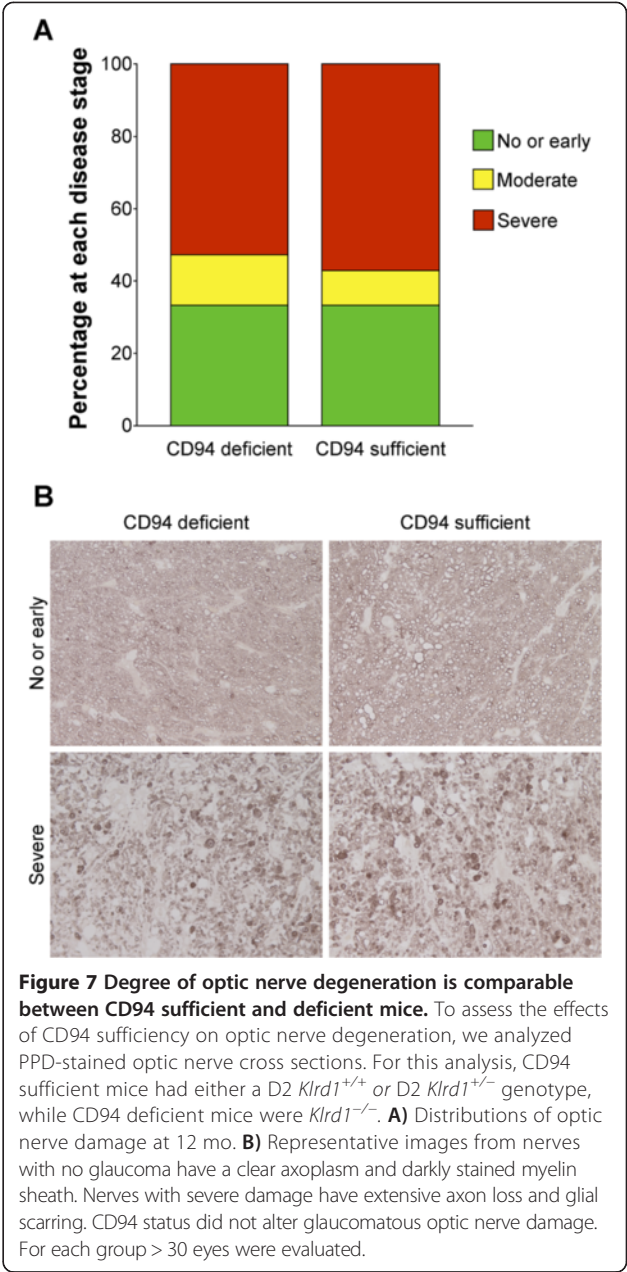 A
Percentage at each disease stage
100
80
60
40
20
0
No or early
Moderate
Severe
CD94 deficient CD94 sufficient
B
CD94 deficient CD94 sufficient
No or early
Severe
Figure 7 Degree of optic nerve degeneration is comparable
between CD94 sufficient and deficient mice. To assess the effects
of CD94 sufficiency on optic nerve degeneration, we analyzed
PPD-stained optic nerve cross sections. For this analysis, CD94
sufficient mice had either a D2 Klrd1+/+ or D2 Klrd1+/− genotype,
while CD94 deficient mice were Klrd1−/−. A) Distributions of optic
nerve damage at 12 mo. B) Representative images from nerves
with no glaucoma have a clear axoplasm and darkly stained myelin
sheath. Nerves with severe damage have extensive axon loss and glial
scarring. CD94 status did not alter glaucomatous optic nerve damage.
For each group > 30 eyes were evaluated.